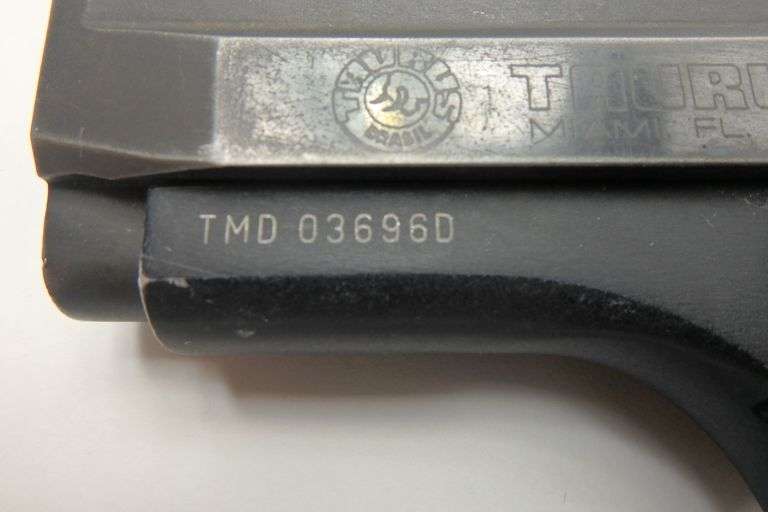 TAURUS
BRASIL
TAURU
MIAMI, FL
TMD 03696D